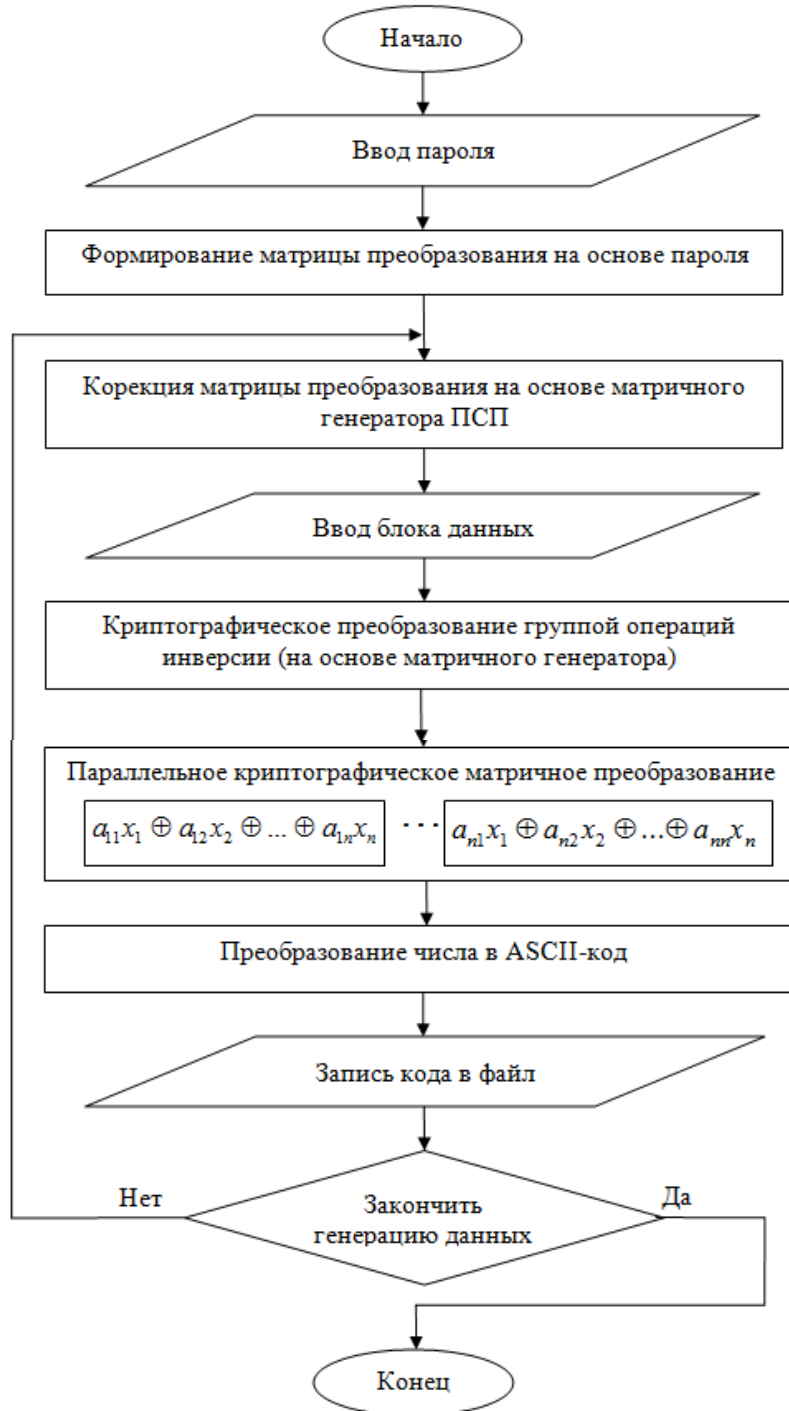 Начало
Ввод пароля
Формирование матрицы преобразования на основе пароля
Корекция матрицы преобразования на основе матричного
генератора ПСП
Ввод блока данных
Криптографическое преобразование группой операций
инверсии (на основе матричного генератора)
Параллельное криптографическое матричное преобразование
a₁₁x₁ ⊕ a₁₂x₂ ⊕ ... ⊕ a₁ₙxₙ ··· aₙ₁x₁ ⊕ aₙ₂x₂ ⊕ ... ⊕ aₙₙxₙ
Преобразование числа в ASCII-код
Запись кода в файл
Нет
Закончить
генерацию данных
Да
Конец